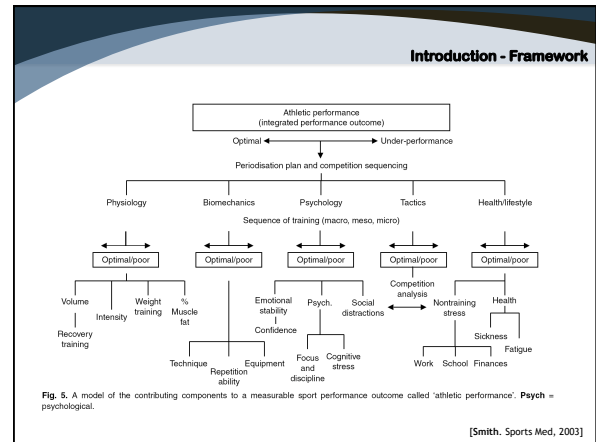 Introduction - Framework
Athletic performance
(integrated performance outcome)
Optimal Under-performance
Periodisation plan and competition sequencing
Physiology Biomechanics Psychology Tactics Health/lifestyle
Sequence of training (macro, meso, micro)
Optimal/poor Optimal/poor Optimal/poor Optimal/poor Optimal/poor
Competition
analysis
Volume
Intensity
Weight
training
%
Muscle
fat
Recovery
training
Technique
Repetition
ability
Equipment
Emotional
stability
Confidence
Psych.
Social
distractions
Focus
and
discipline
Cognitive
stress
Nontraining
stress
Health
Sickness
Fatigue
Work School Finances
Fig. 5. A model of the contributing components to a measurable sport performance outcome called 'athletic performance'. Psych =
psychological.
[Smith. Sports Med, 2003]